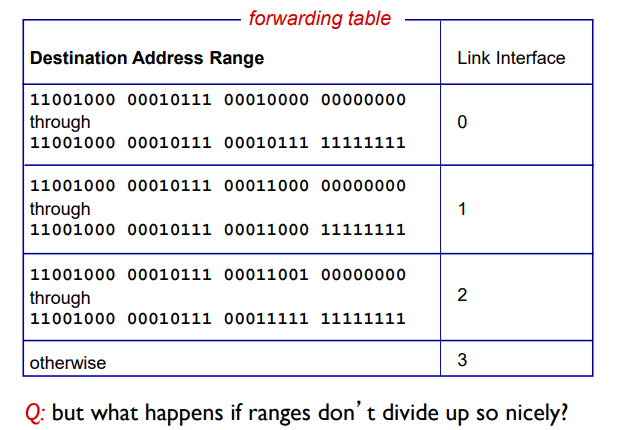 forwarding table
Destination Address Range
Link Interface
11001000 00010111 00010000 00000000
through
11001000 00010111 00010111 11111111
0
11001000 00010111 00011000 00000000
through
11001000 00010111 00011000 11111111
1
11001000 00010111 00011001 00000000
through
11001000 00010111 00011111 11111111
2
otherwise
3
Q: but what happens if ranges don’t divide up so nicely?